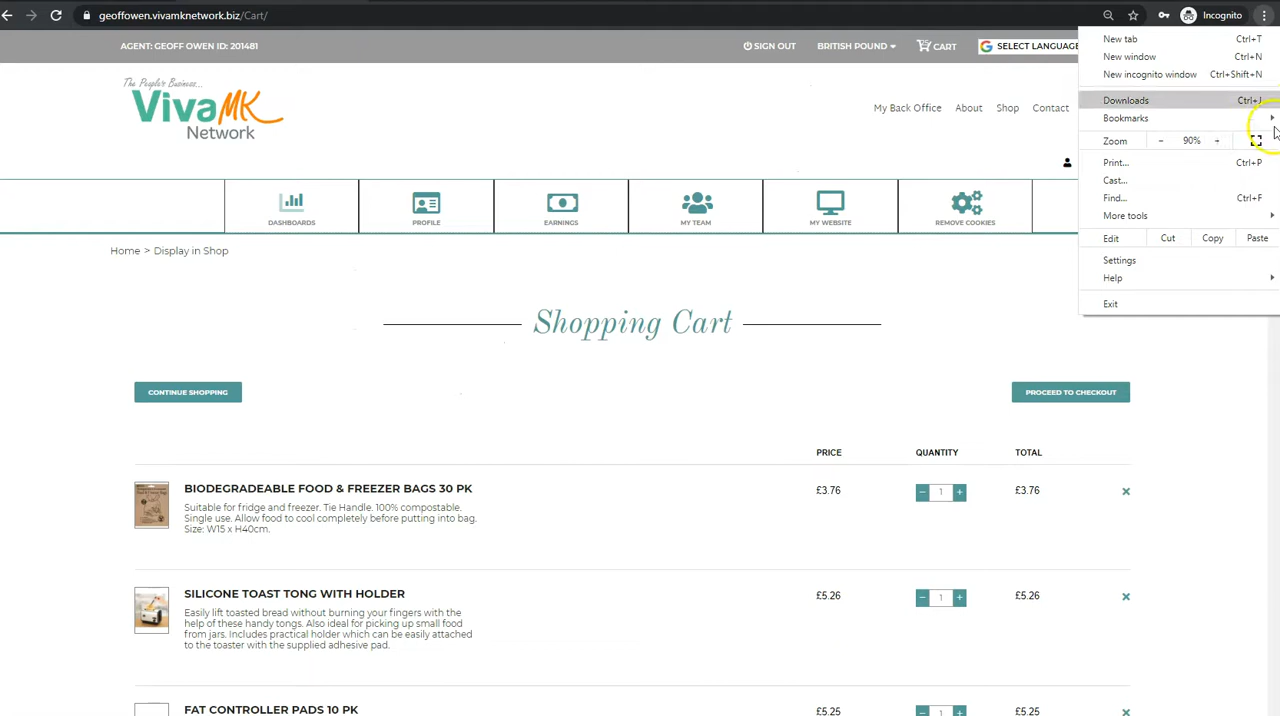 geoffowen.vivamknetwork.biz/Cart/
Incognito
AGENT: GEOFF OWEN ID: 201481
SIGN OUT
BRITISH POUND
CART
SELECT LANGUAGE
The People's Business...
VivaMK
Network
My Back Office
About
Shop
Contact
New tab Ctrl+T
New window Ctrl+N
New incognito window Ctrl+Shift+N
Downloads Ctrl+J
Bookmarks
Zoom - 90% +
Print... Ctrl+P
Cast...
Find... Ctrl+F
More tools
Edit Cut Copy Paste
Settings
Help
Exit
DASHBOARDS
PROFILE
EARNINGS
MY TEAM
MY WEBSITE
REMOVE COOKIES
Home > Display in Shop
Shopping Cart
CONTINUE SHOPPING
PROCEED TO CHECKOUT
PRICE QUANTITY TOTAL
BIODEGRADEABLE FOOD & FREEZER BAGS 30 PK
Suitable for fridge and freezer. Tie Handle. 100% compostable.
Single use. Allow food to cool completely before putting into bag.
Size: W15 x H40cm.
£3.76 − 1 + £3.76 ×
SILICONE TOAST TONG WITH HOLDER
Easily lift toasted bread without burning your fingers with the
help of these handy tongs. Also ideal for picking up small food
from jars. Includes practical holder which can be easily attached
to the toaster with the supplied adhesive pad.
£5.26 − 1 + £5.26 ×
FAT CONTROLLER PADS 10 PK
£5.25 − 1 + £5.25 ×